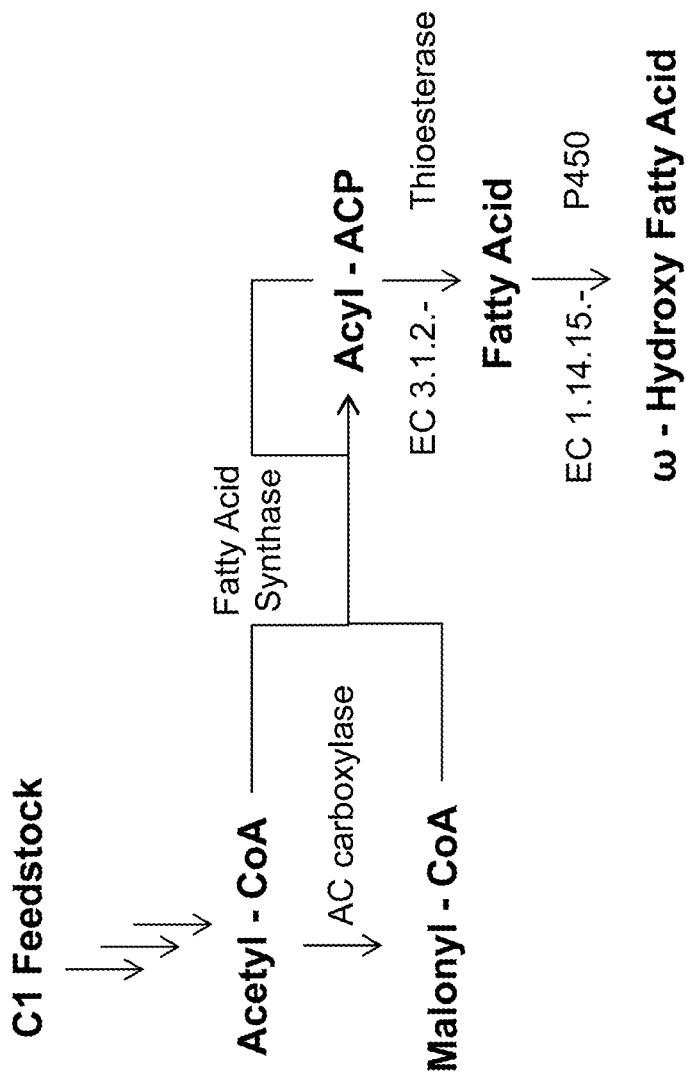 C1 Feedstock
Acetyl - CoA
AC carboxylase
Malonyl - CoA
Fatty Acid
Synthase
Acyl - ACP
EC 3.1.2.-
Thioesterase
Fatty Acid
EC 1.14.15.-
P450
ω - Hydroxy Fatty Acid